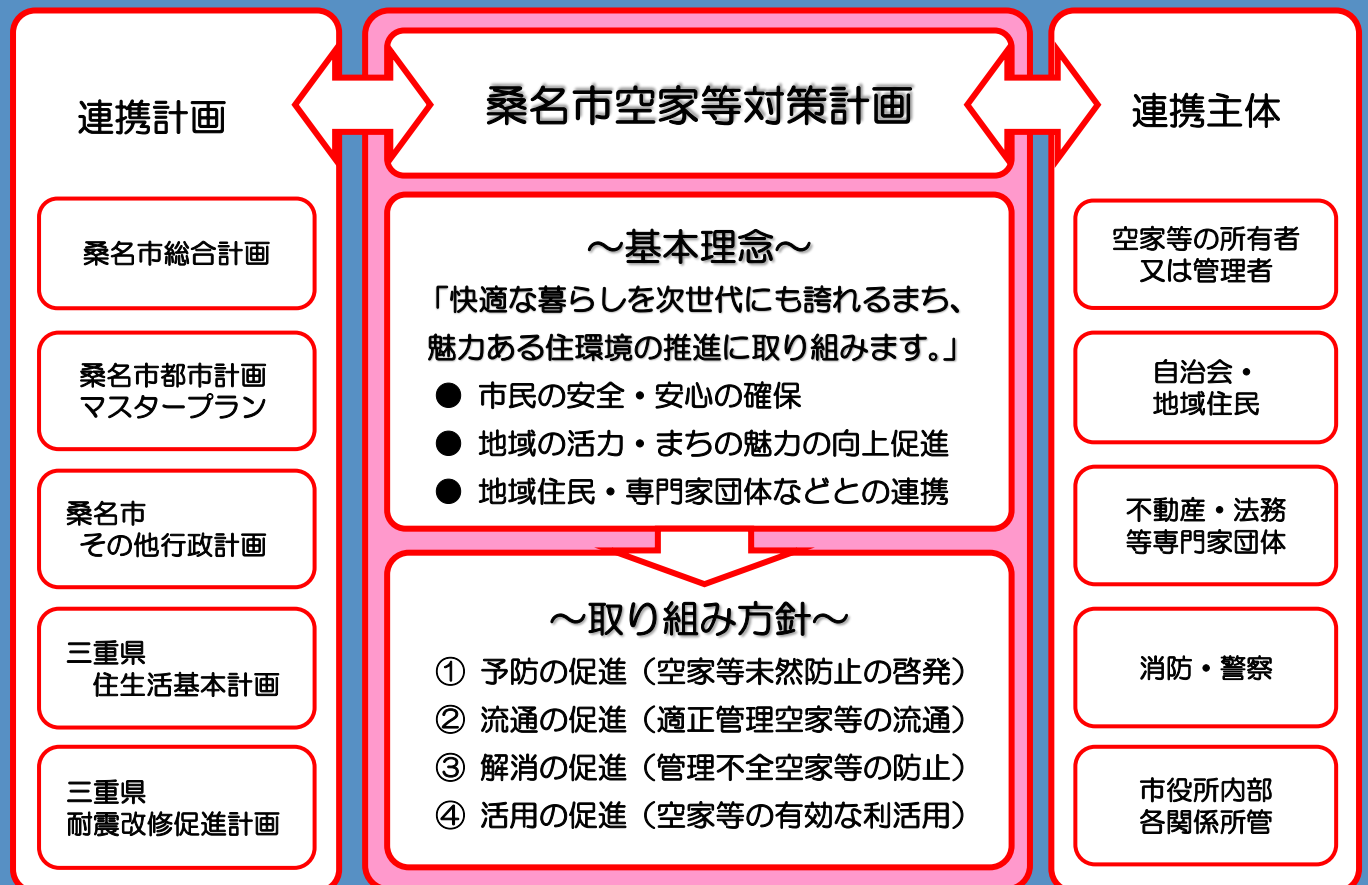 連携計画
桑名市総合計画
桑名市都市計画
マスタープラン
桑名市
その他行政計画
三重県
住生活基本計画
三重県
耐震改修促進計画
桑名市空家等対策計画
～基本理念～
「快適な暮らしを次世代にも誇れるまち、
魅力ある住環境の推進に取り組みます。」
● 市民の安全・安心の確保
● 地域の活力・まちの魅力の向上促進
● 地域住民・専門家団体などとの連携
～取り組み方針～
① 予防の促進（空家等未然防止の啓発）
② 流通の促進（適正管理空家等の流通）
③ 解消の促進（管理不全空家等の防止）
④ 活用の促進（空家等の有効な利活用）
連携主体
空家等の所有者
又は管理者
自治会・
地域住民
不動産・法務
等専門家団体
消防・警察
市役所内部
各関係所管